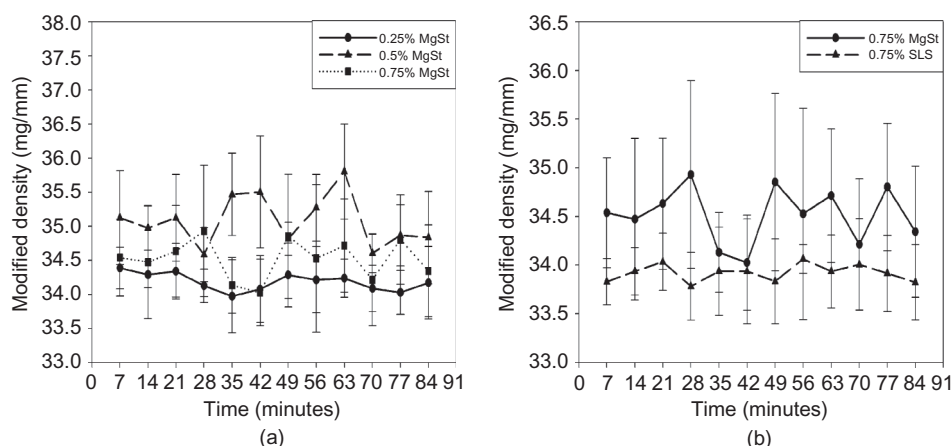 38.0
37.5
37.0
36.5
36.0
35.5
35.0
34.5
34.0
33.5
33.0
Modified density (mg/mm)
0.25% MgSt
0.5% MgSt
0.75% MgSt
0 7 14 21 28 35 42 49 56 63 70 77 84 91
Time (minutes)
(a)
36.5
36.0
35.5
35.0
34.5
34.0
33.5
33.0
Modified density (mg/mm)
0.75% MgSt
0.75% SLS
0 7 14 21 28 35 42 49 56 63 70 77 84 91
Time (minutes)
(b)